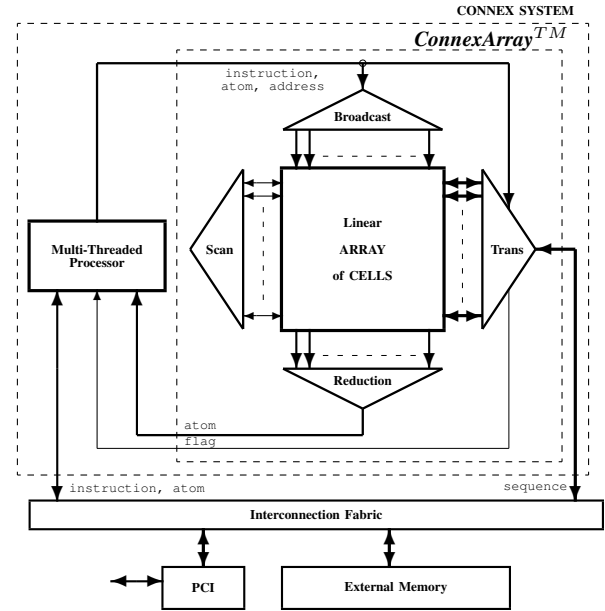 CONNEX SYSTEM
ConnexArray™
instruction,
atom, address
Broadcast
Linear
ARRAY
of CELLS
Scan
Trans
Multi-Threaded
Processor
Reduction
atom
flag
instruction, atom
sequence
Interconnection Fabric
PCI
External Memory